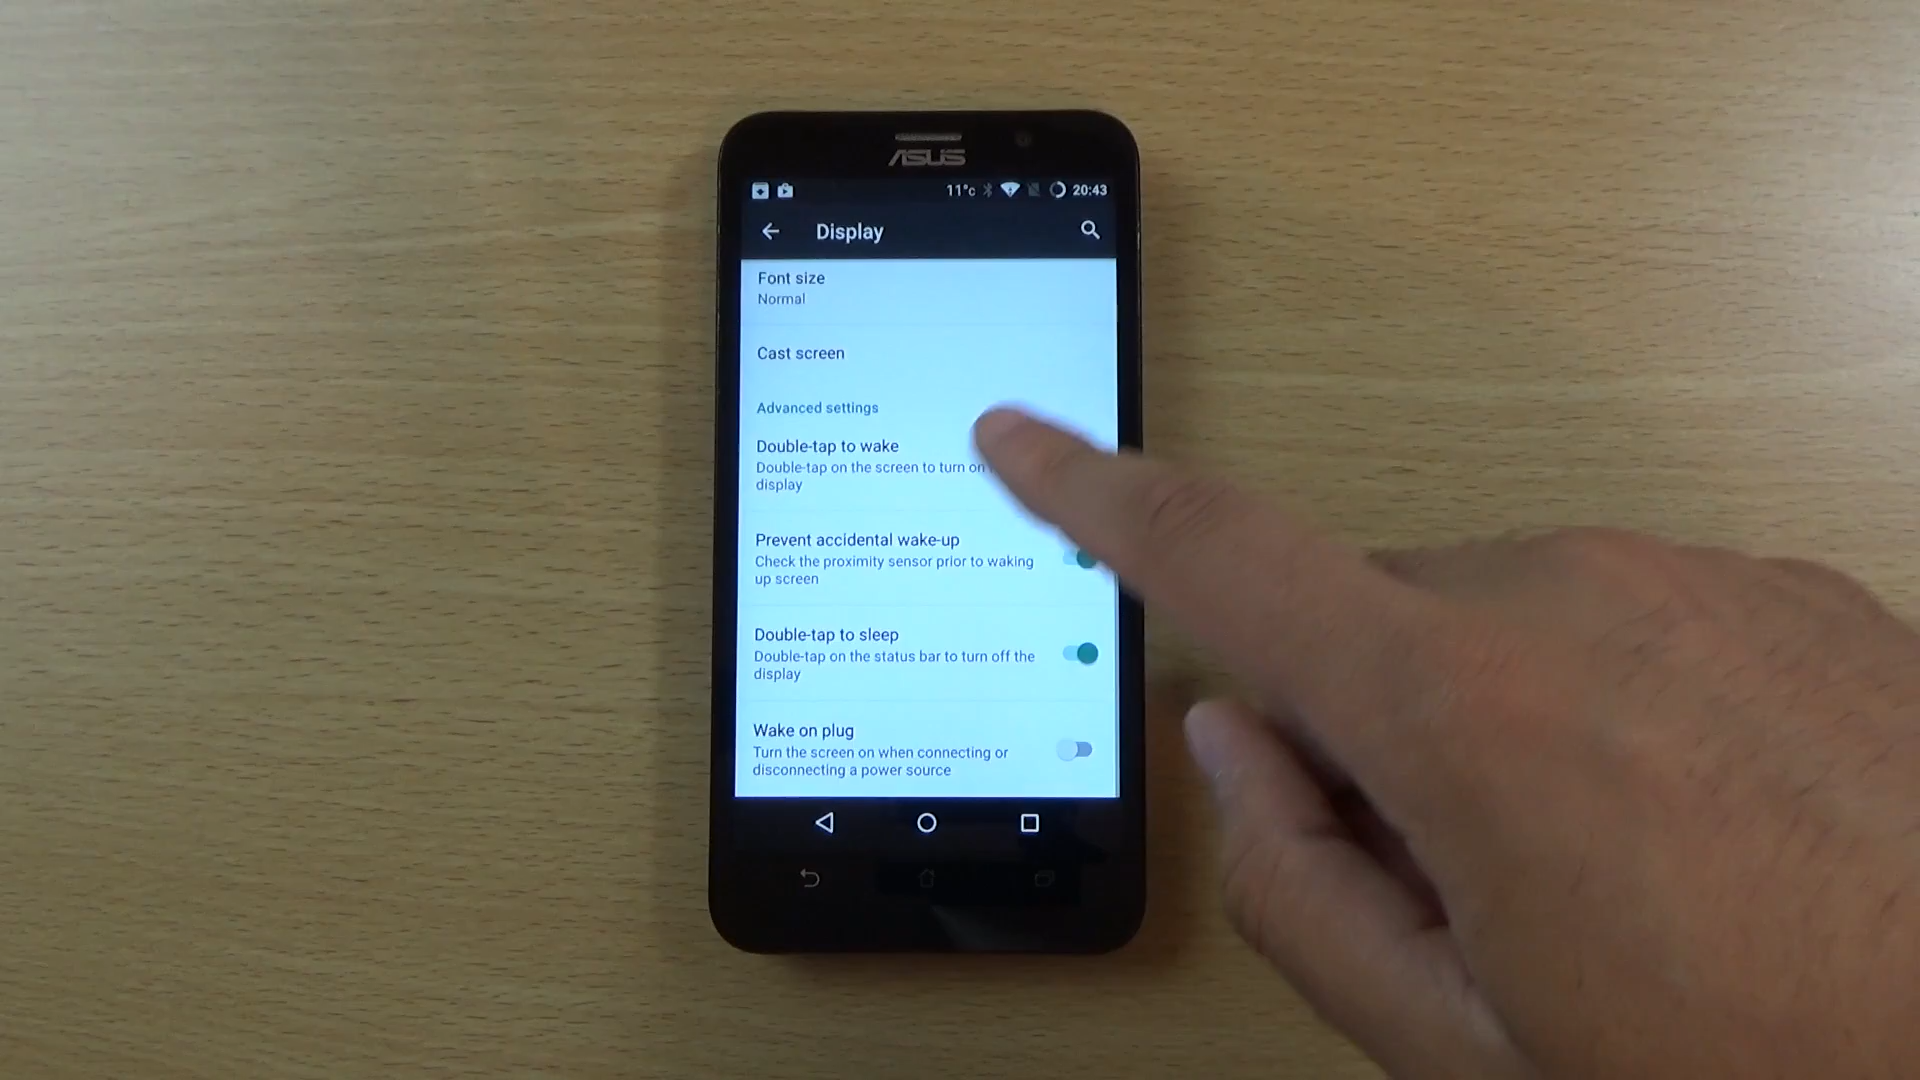 ASUS
11°c 20:43
Display
Font size
Normal
Cast screen
Advanced settings
Double-tap to wake
Double-tap on the screen to turn on
display
Prevent accidental wake-up
Check the proximity sensor prior to waking
up screen
Double-tap to sleep
Double-tap on the status bar to turn off the
display
Wake on plug
Turn the screen on when connecting or
disconnecting a power source